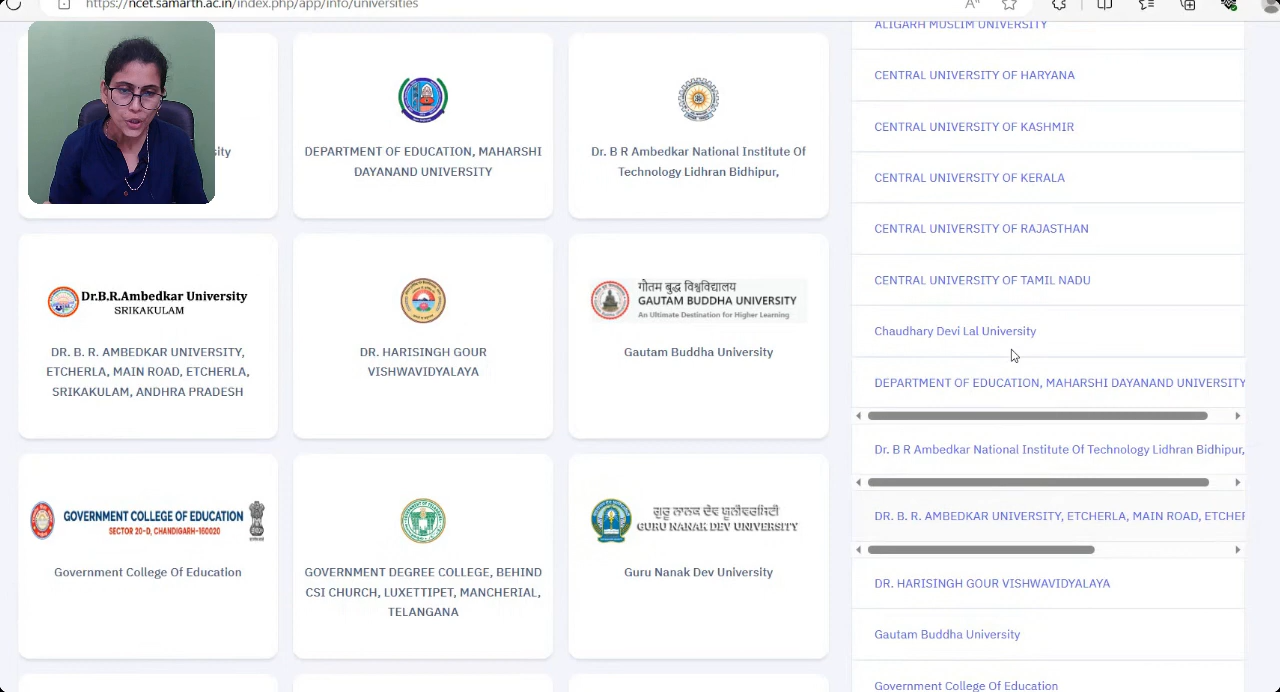 https://ncet.samarth.ac.in/index.php/app/info/universities
sity
DEPARTMENT OF EDUCATION, MAHARSHI
DAYANAND UNIVERSITY
Dr. B R Ambedkar National Institute Of
Technology Lidhran Bidhipur,
Dr.B.R.Ambedkar University
SRIKAKULAM
DR. B. R. AMBEDKAR UNIVERSITY,
ETCHERLA, MAIN ROAD, ETCHERLA,
SRIKAKULAM, ANDHRA PRADESH
DR. HARISINGH GOUR
VISHWAVIDYALAYA
गौतम बुद्ध विश्वविद्यालय
GAUTAM BUDDHA UNIVERSITY
An Ultimate Destination for Higher Learning
Gautam Buddha University
GOVERNMENT COLLEGE OF EDUCATION
SECTOR 20-D, CHANDIGARH-160020
Government College Of Education
GOVERNMENT DEGREE COLLEGE, BEHIND
CSI CHURCH, LUXETTIPET, MANCHERIAL,
TELANGANA
ਗੁਰੂ ਨਾਨਕ ਦੇਵ ਯੂਨੀਵਰਸਿਟੀ
GURU NANAK DEV UNIVERSITY
Guru Nanak Dev University
ALIGARH MUSLIM UNIVERSITY
CENTRAL UNIVERSITY OF HARYANA
CENTRAL UNIVERSITY OF KASHMIR
CENTRAL UNIVERSITY OF KERALA
CENTRAL UNIVERSITY OF RAJASTHAN
CENTRAL UNIVERSITY OF TAMIL NADU
Chaudhary Devi Lal University
DEPARTMENT OF EDUCATION, MAHARSHI DAYANAND UNIVERSITY
Dr. B R Ambedkar National Institute Of Technology Lidhran Bidhipur,
DR. B. R. AMBEDKAR UNIVERSITY, ETCHERLA, MAIN ROAD, ETCHER
DR. HARISINGH GOUR VISHWAVIDYALAYA
Gautam Buddha University
Government College Of Education